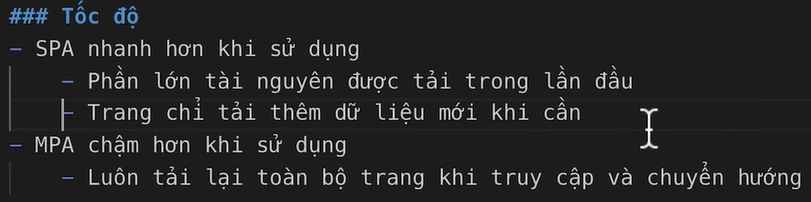 ### Tốc độ
- SPA nhanh hơn khi sử dụng
- Phần lớn tài nguyên được tải trong lần đầu
- Trang chỉ tải thêm dữ liệu mới khi cần
- MPA chậm hơn khi sử dụng
- Luôn tải lại toàn bộ trang khi truy cập và chuyển hướng